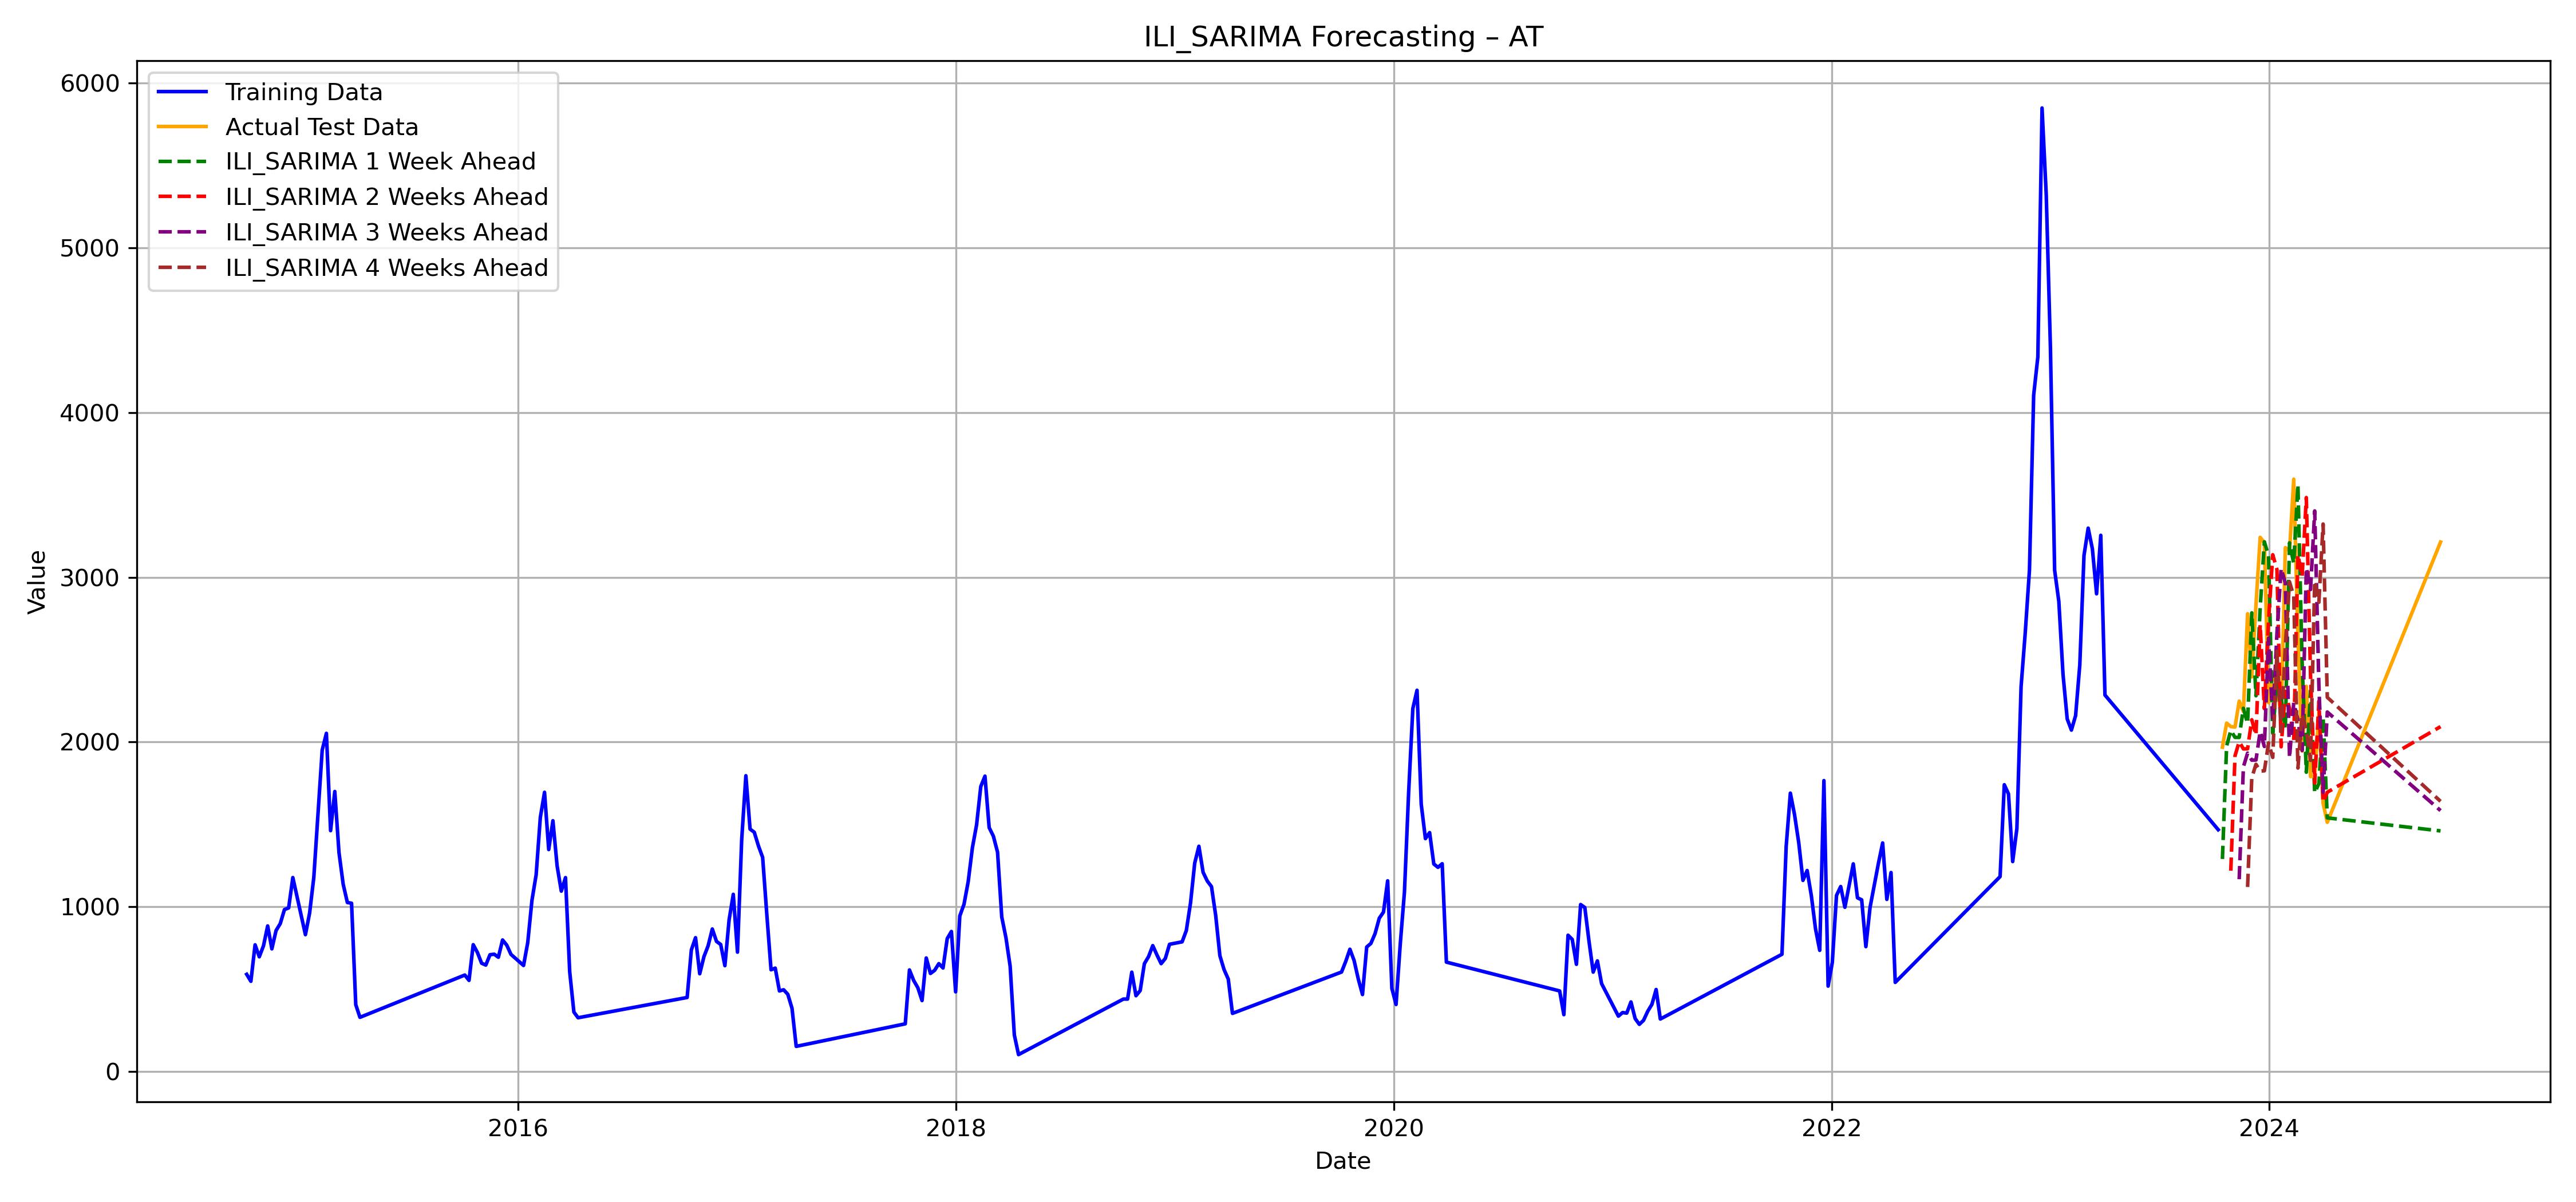 ILI_SARIMA Forecasting – AT
Training Data
Actual Test Data
ILI_SARIMA 1 Week Ahead
ILI_SARIMA 2 Weeks Ahead
ILI_SARIMA 3 Weeks Ahead
ILI_SARIMA 4 Weeks Ahead
6000
5000
4000
3000
2000
1000
0
Value
2016 2018 2020 2022 2024
Date